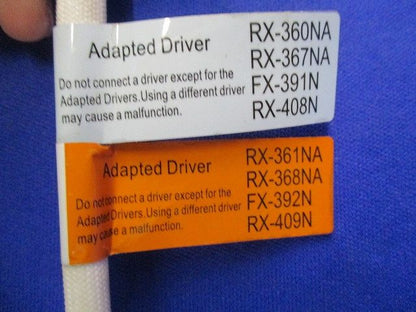 Adapted Driver
Do not connect a driver except for the
Adapted Drivers.Using a different driver
may cause a malfunction.
RX-360NA
RX-367NA
FX-391N
RX-408N
Adapted Driver
Do not connect a driver except for the
Adapted Drivers.Using a different driver
may cause a malfunction.
RX-361NA
RX-368NA
FX-392N
RX-409N